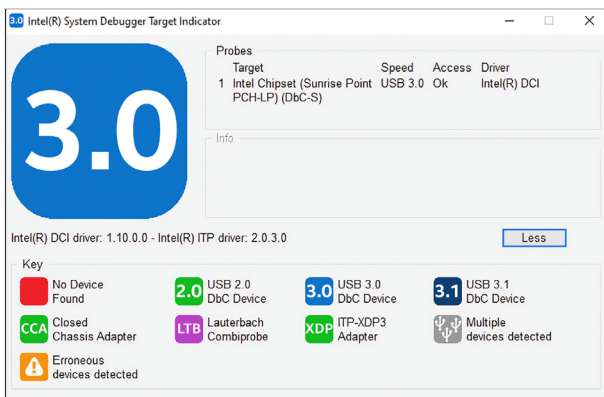 3.0 Intel(R) System Debugger Target Indicator
3.0
Probes
Target Speed Access Driver
1 Intel Chipset (Sunrise Point USB 3.0 Ok Intel(R) DCI
PCH-LP) (DbC-S)
Info
Intel(R) DCI driver: 1.10.0.0 - Intel(R) ITP driver: 2.0.3.0
Less
Key
No Device
Found
2.0 USB 2.0
DbC Device
3.0 USB 3.0
DbC Device
3.1 USB 3.1
DbC Device
CCA Closed
Chassis Adapter
LTB Lauterbach
Combiprobe
XDP ITP-XDP3
Adapter
Multiple
devices detected
Erroneous
devices detected